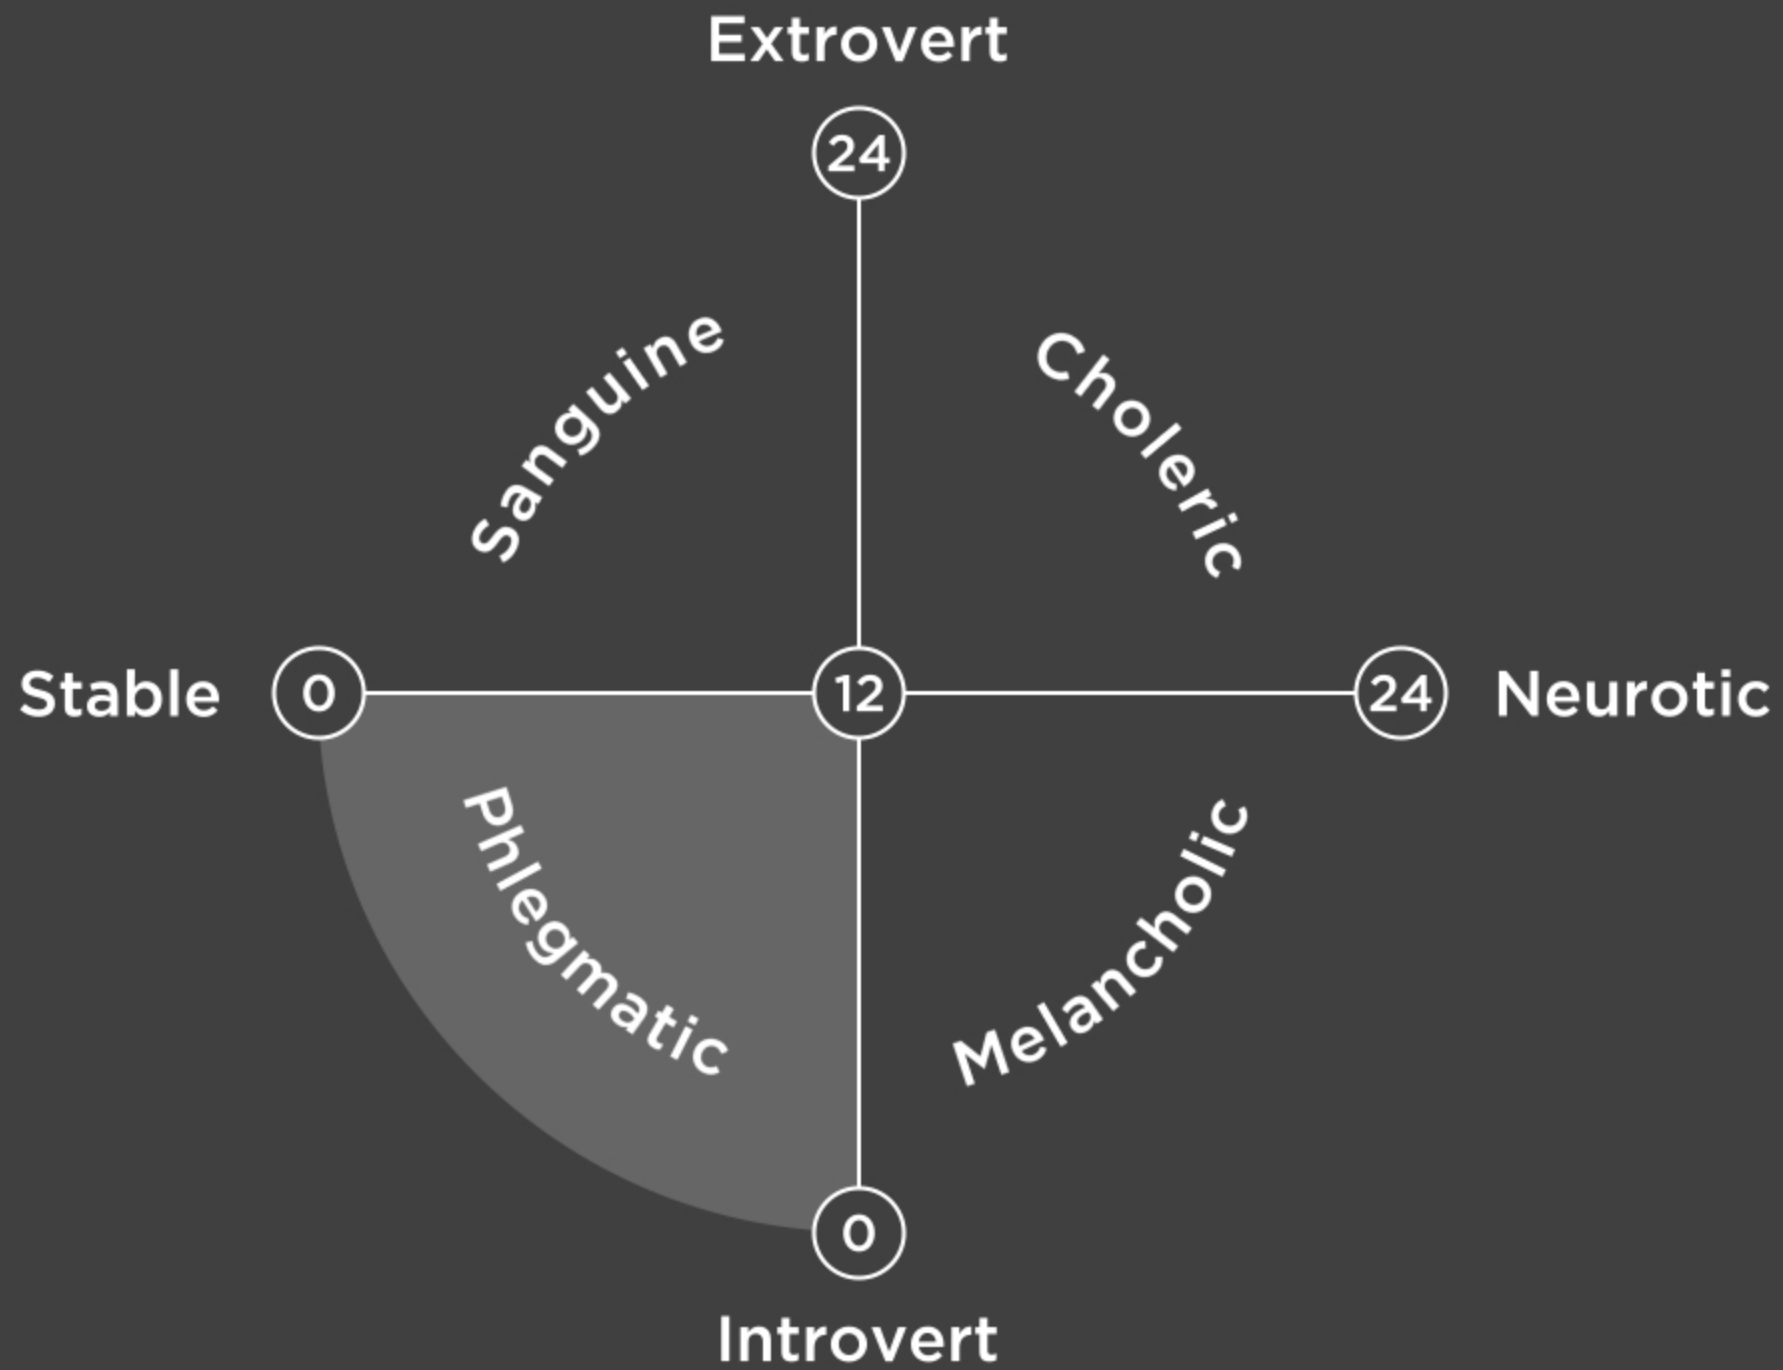 Extrovert
24
Sanguine
Choleric
Stable
0
12
24
Neurotic
Phlegmatic
Melancholic
0
Introvert